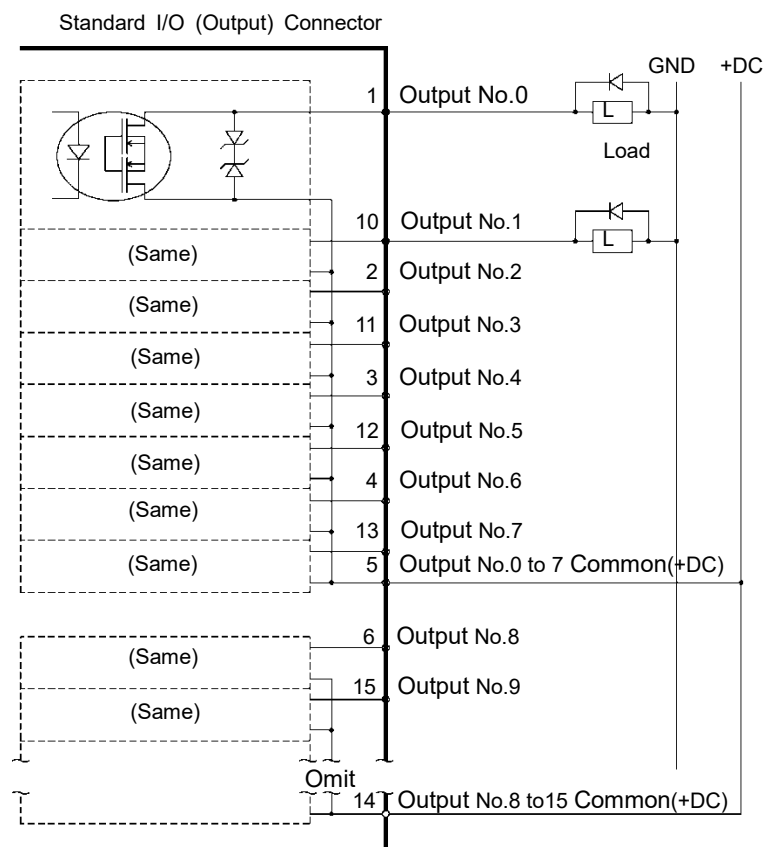 Standard I/O (Output) Connector
GND +DC
1 Output No.0
L
Load
10 Output No.1
L
(Same)
2 Output No.2
(Same)
11 Output No.3
(Same)
3 Output No.4
(Same)
12 Output No.5
(Same)
4 Output No.6
(Same)
13 Output No.7
(Same)
5 Output No.0 to 7 Common(+DC)
6 Output No.8
(Same)
15 Output No.9
(Same)
Omit
14 Output No.8 to15 Common(+DC)